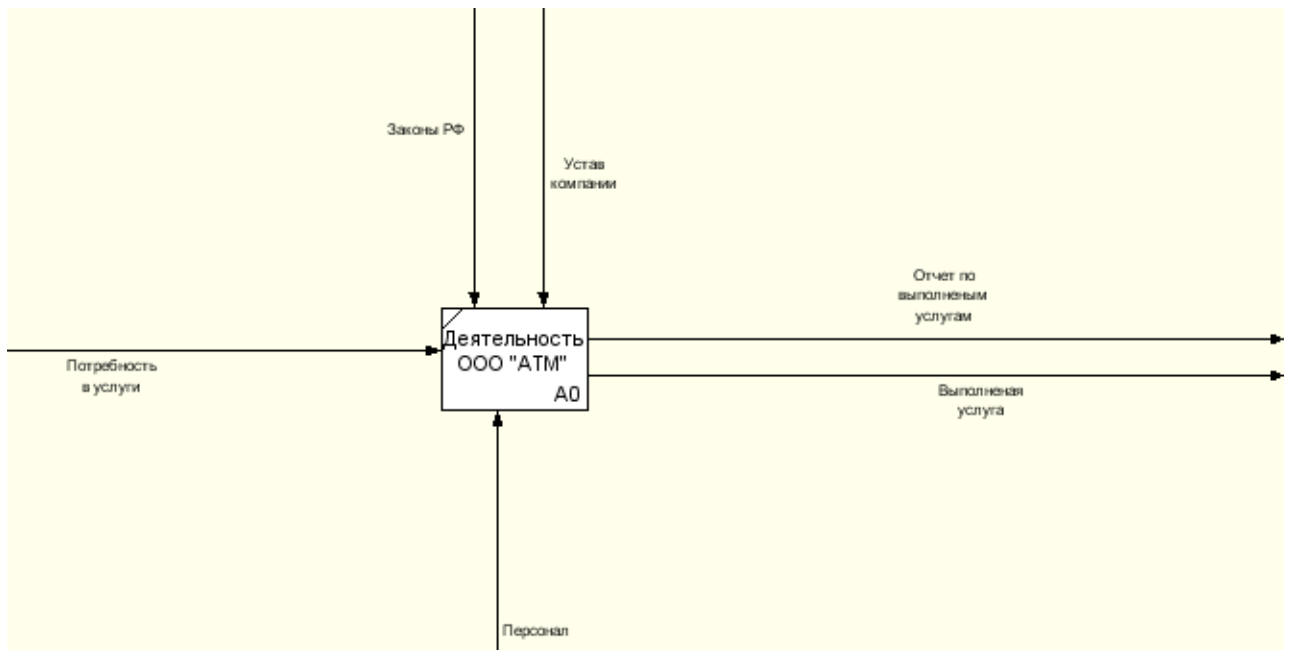 Законы РФ
Устав
компании
Отчет по
выполненым
услугам
Деятельность
ООО "АТМ"
A0
Потребность
в услуги
Выполненая
услуга
Персонал